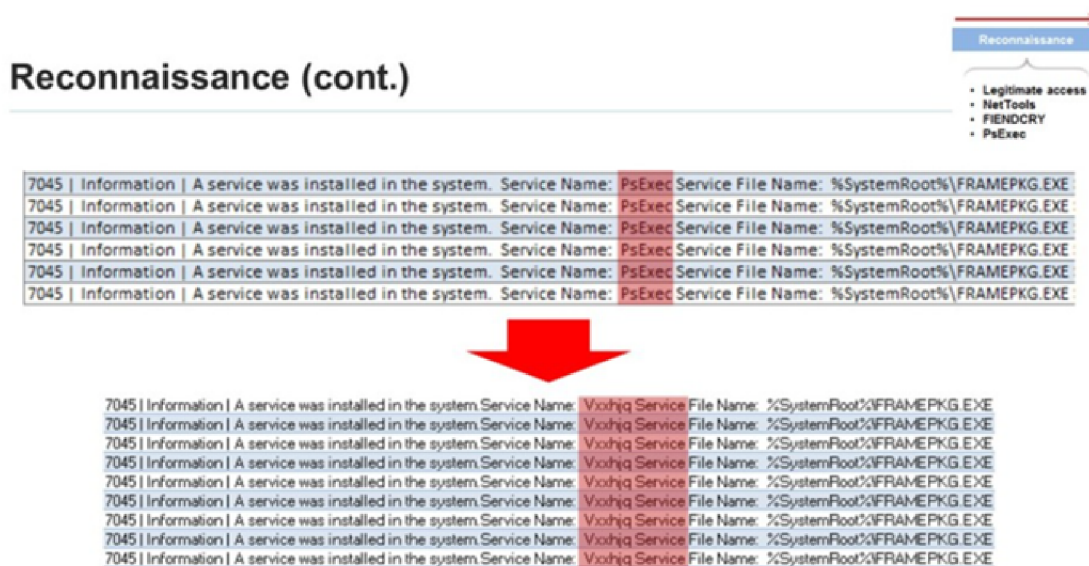 Reconnaissance
Reconnaissance (cont.)
• Legitimate access
• NetTools
• FIENDCRY
• PsExec
7045 | Information | A service was installed in the system. Service Name: PsExec Service File Name: %SystemRoot%\FRAMEPKG.EXE
7045 | Information | A service was installed in the system. Service Name: PsExec Service File Name: %SystemRoot%\FRAMEPKG.EXE
7045 | Information | A service was installed in the system. Service Name: PsExec Service File Name: %SystemRoot%\FRAMEPKG.EXE
7045 | Information | A service was installed in the system. Service Name: PsExec Service File Name: %SystemRoot%\FRAMEPKG.EXE
7045 | Information | A service was installed in the system. Service Name: PsExec Service File Name: %SystemRoot%\FRAMEPKG.EXE
7045 | Information | A service was installed in the system. Service Name: PsExec Service File Name: %SystemRoot%\FRAMEPKG.EXE
7045 | Information | A service was installed in the system.Service Name: Vxxhjq Service File Name: %SystemRoot%\FRAMEPKG.EXE
7045 | Information | A service was installed in the system.Service Name: Vxxhjq Service File Name: %SystemRoot%\FRAMEPKG.EXE
7045 | Information | A service was installed in the system.Service Name: Vxxhjq Service File Name: %SystemRoot%\FRAMEPKG.EXE
7045 | Information | A service was installed in the system.Service Name: Vxxhjq Service File Name: %SystemRoot%\FRAMEPKG.EXE
7045 | Information | A service was installed in the system.Service Name: Vxxhjq Service File Name: %SystemRoot%\FRAMEPKG.EXE
7045 | Information | A service was installed in the system.Service Name: Vxxhjq Service File Name: %SystemRoot%\FRAMEPKG.EXE
7045 | Information | A service was installed in the system.Service Name: Vxxhjq Service File Name: %SystemRoot%\FRAMEPKG.EXE
7045 | Information | A service was installed in the system.Service Name: Vxxhjq Service File Name: %SystemRoot%\FRAMEPKG.EXE
7045 | Information | A service was installed in the system.Service Name: Vxxhjq Service File Name: %SystemRoot%\FRAMEPKG.EXE